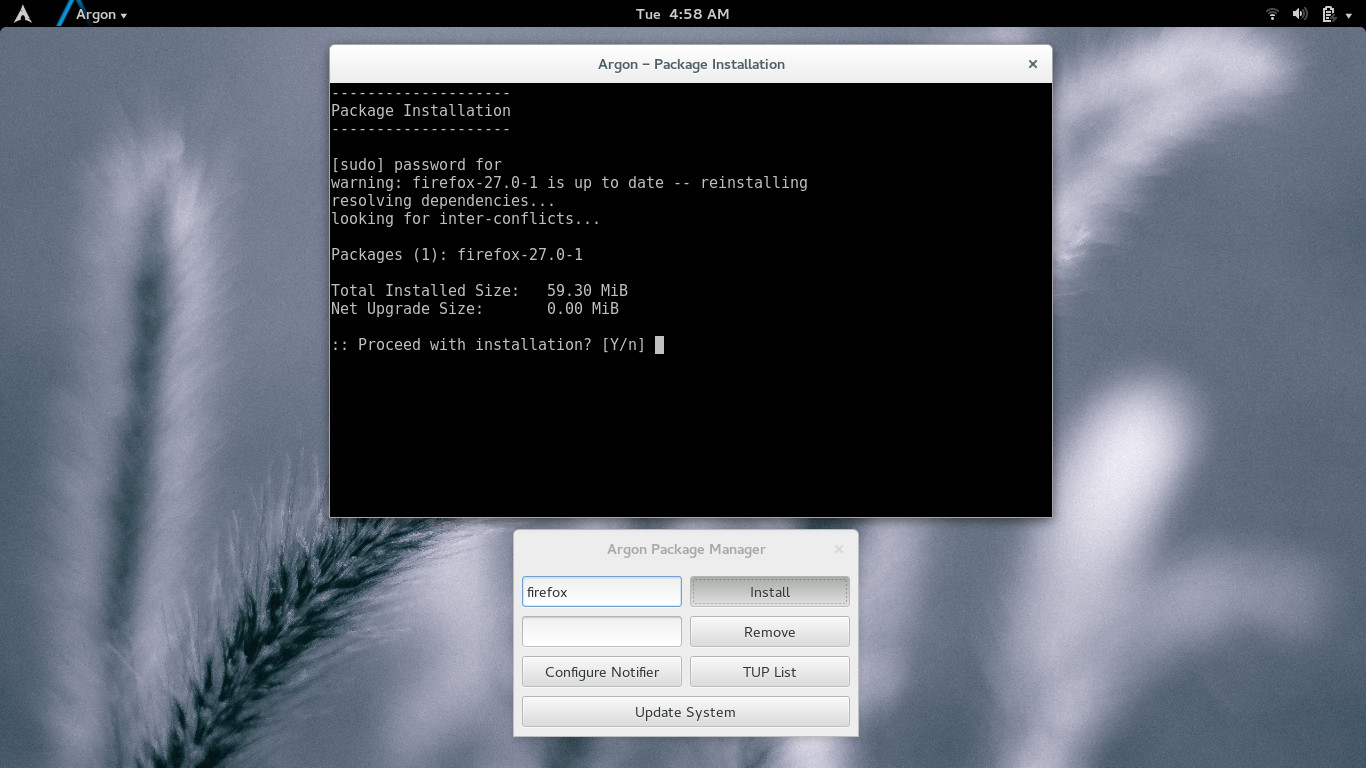 Argon
Tue 4:58 AM
Argon – Package Installation
--------------------
Package Installation
--------------------
[sudo] password for
warning: firefox-27.0-1 is up to date -- reinstalling
resolving dependencies...
looking for inter-conflicts...
Packages (1): firefox-27.0-1
Total Installed Size:   59.30 MiB
Net Upgrade Size:       0.00 MiB
:: Proceed with installation? [Y/n]
Argon Package Manager
firefox Install
Remove
Configure Notifier TUP List
Update System